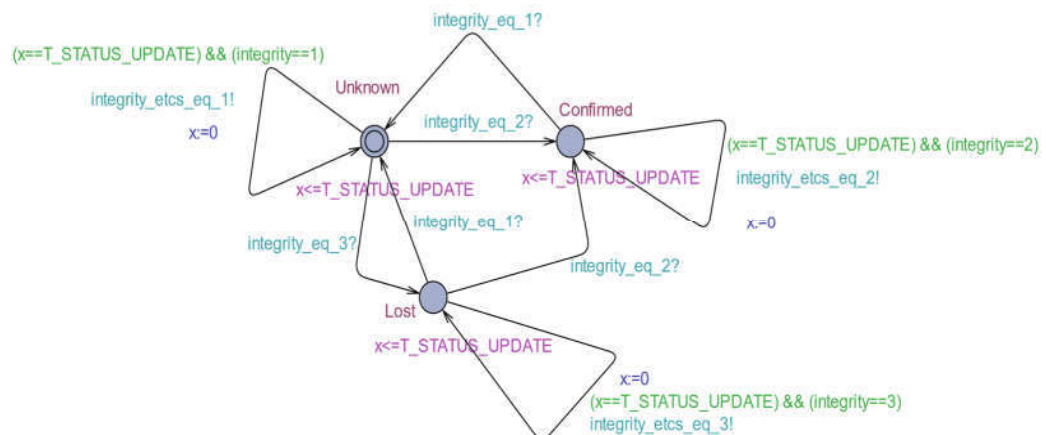 integrity_eq_1?
(x==T_STATUS_UPDATE) && (integrity==1)
Unknown
integrity_etcs_eq_1!
Confirmed
x:=0
integrity_eq_2?
(x==T_STATUS_UPDATE) && (integrity==2)
x<=T_STATUS_UPDATE
x<=T_STATUS_UPDATE
integrity_etcs_eq_2!
integrity_eq_1?
x:=0
integrity_eq_3?
integrity_eq_2?
Lost
x<=T_STATUS_UPDATE
x:=0
(x==T_STATUS_UPDATE) && (integrity==3)
integrity_etcs_eq_3!